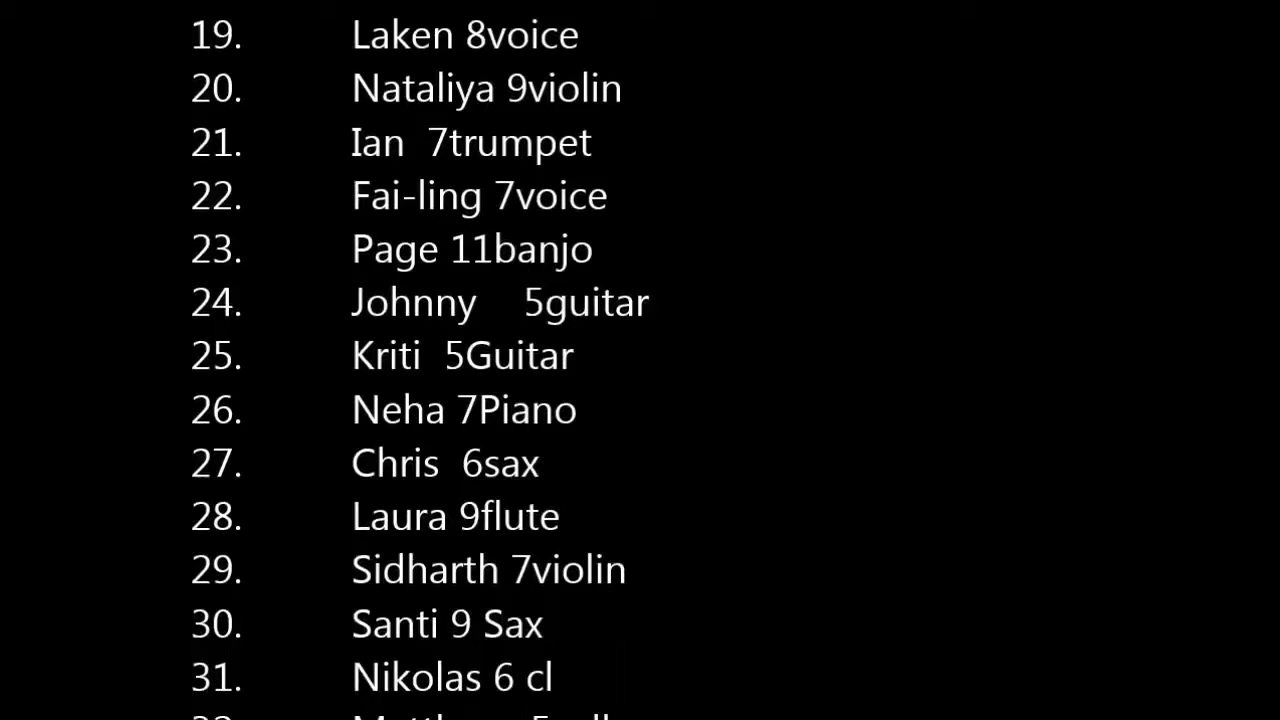 19. Laken 8voice
20. Nataliya 9violin
21. Ian 7trumpet
22. Fai-ling 7voice
23. Page 11banjo
24. Johnny 5guitar
25. Kriti 5Guitar
26. Neha 7Piano
27. Chris 6sax
28. Laura 9flute
29. Sidharth 7violin
30. Santi 9 Sax
31. Nikolas 6 cl